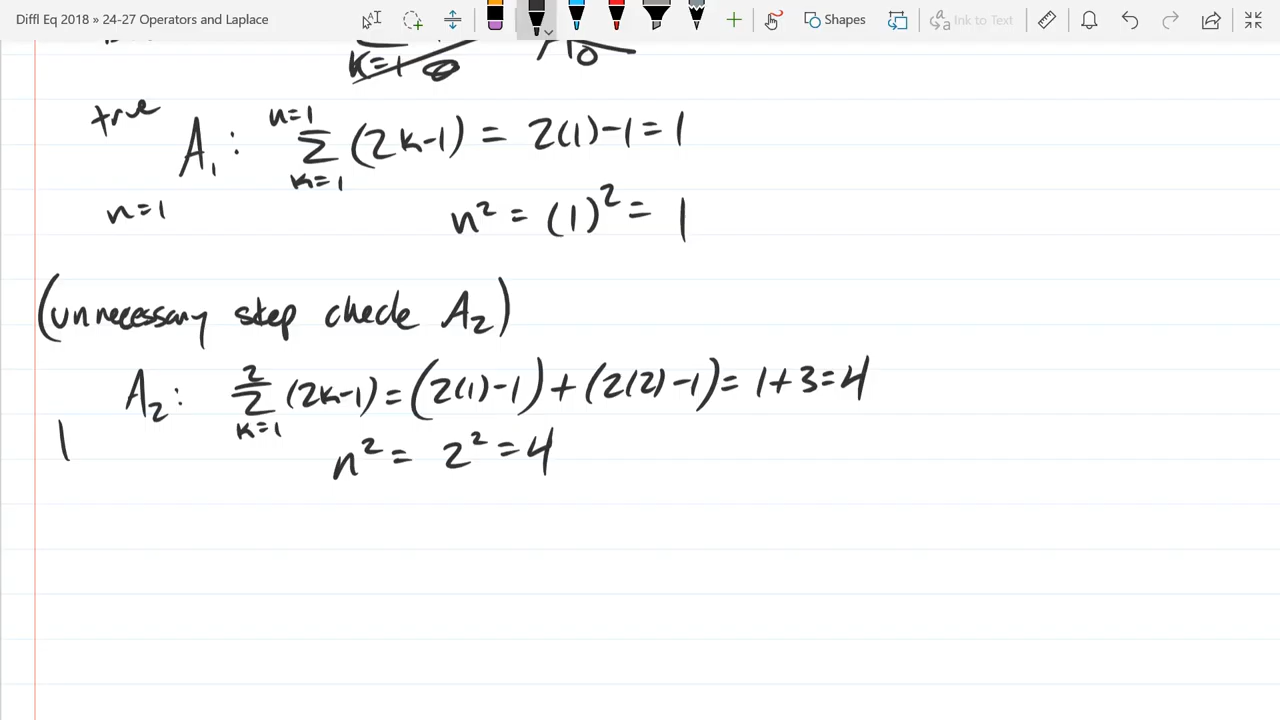 Diffl Eq 2018 » 24-27 Operators and Laplace
Shapes
Ink to Text
K=1
10
true
A₁: n=1 Σ k=1 (2k-1) = 2(1)-1 = 1
n=1
n² = (1)² = 1
(unnecessary step check A₂)
A₂: 2 Σ k=1 (2k-1) = (2(1)-1) + (2(2)-1) = 1+3=4
n² = 2² = 4